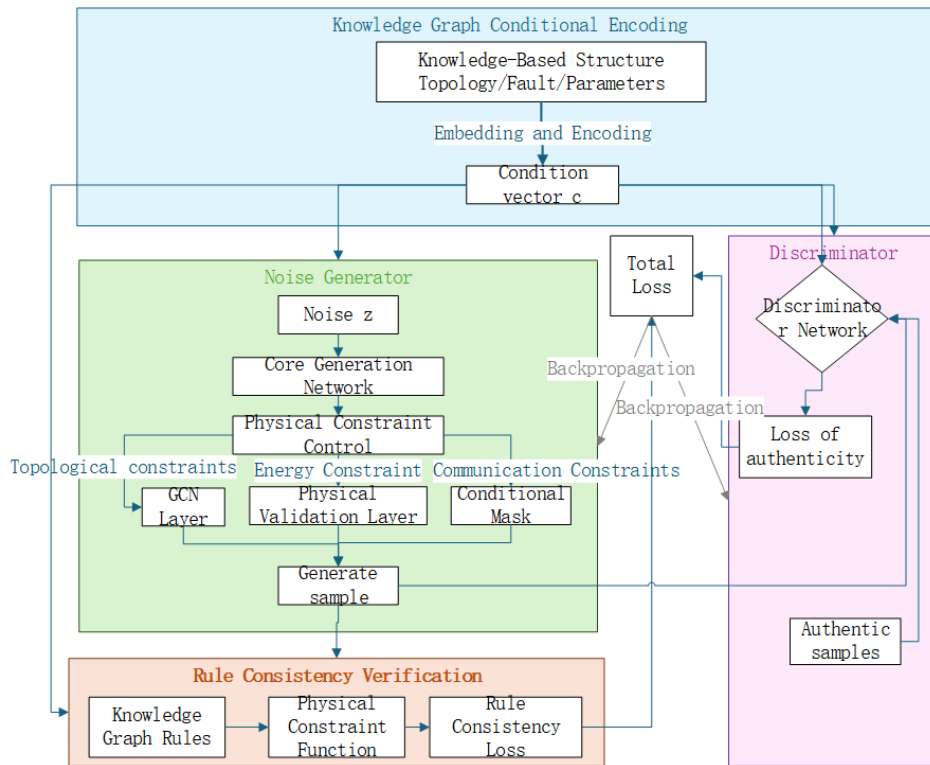 Knowledge Graph Conditional Encoding
Knowledge-Based Structure
Topology/Fault/Parameters
Embedding and Encoding
Condition
vector c
Noise Generator
Noise z
Core Generation
Network
Physical Constraint
Control
Topological constraints
Energy Constraint
Communication Constraints
GCN
Layer
Physical
Validation Layer
Conditional
Mask
Generate
sample
Total
Loss
Backpropagation
Backpropagation
Discriminator
Discriminato
r Network
Loss of
authenticity
Authentic
samples
Rule Consistency Verification
Knowledge
Graph Rules
Physical
Constraint
Function
Rule
Consistency
Loss